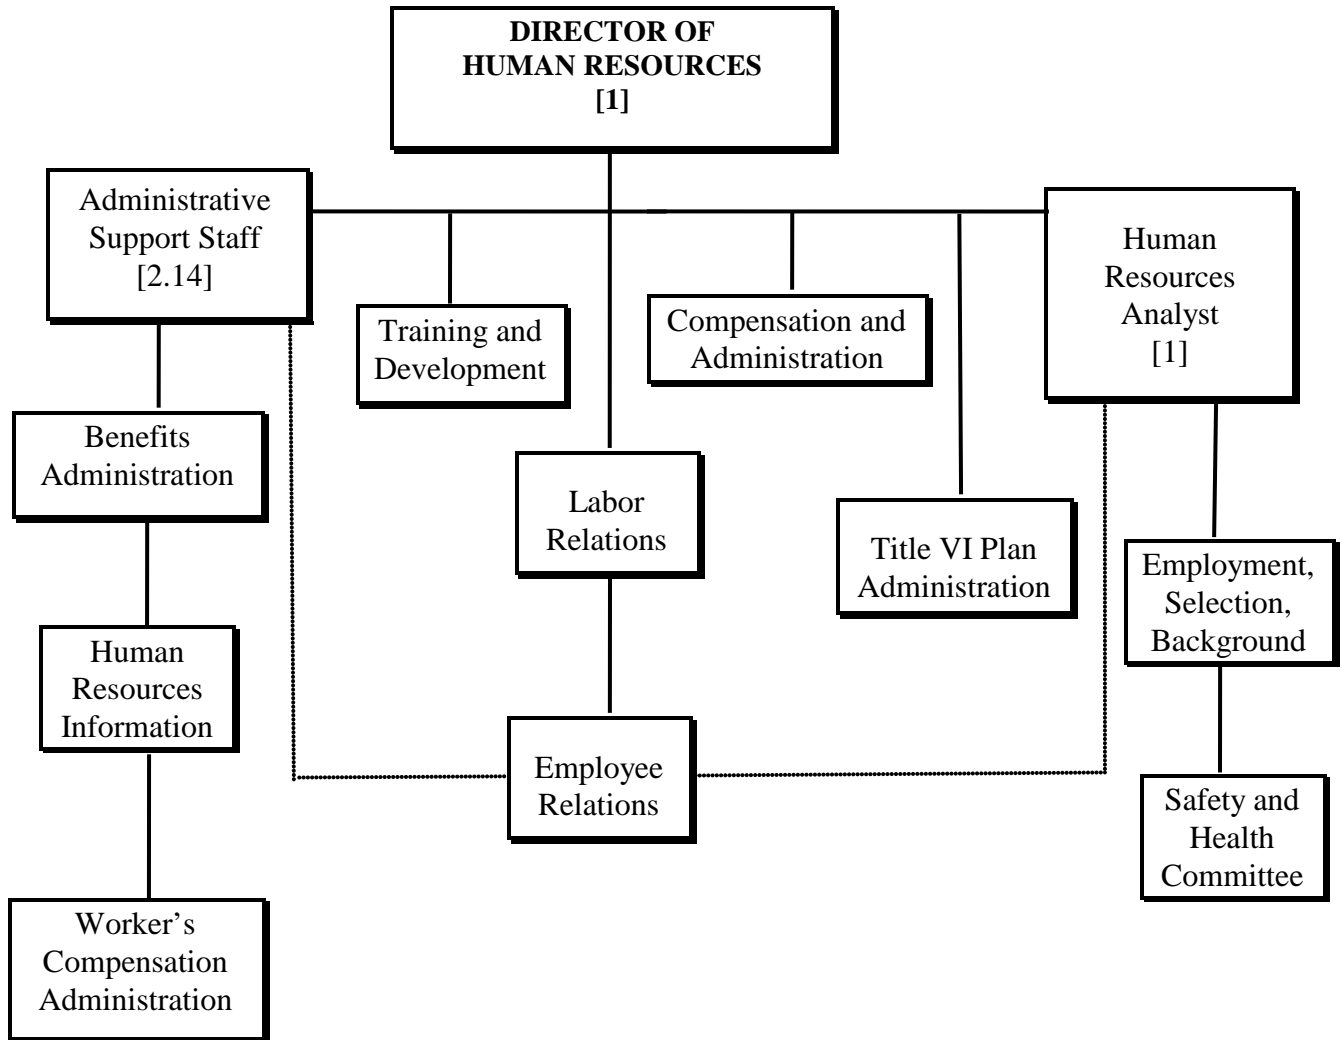 DIRECTOR OF
HUMAN RESOURCES
[1]
Administrative
Support Staff
[2.14]
Human
Resources
Analyst
[1]
Training and
Development
Compensation and
Administration
Benefits
Administration
Labor
Relations
Title VI Plan
Administration
Employment,
Selection,
Background
Human
Resources
Information
Employee
Relations
Safety and
Health
Committee
Worker’s
Compensation
Administration